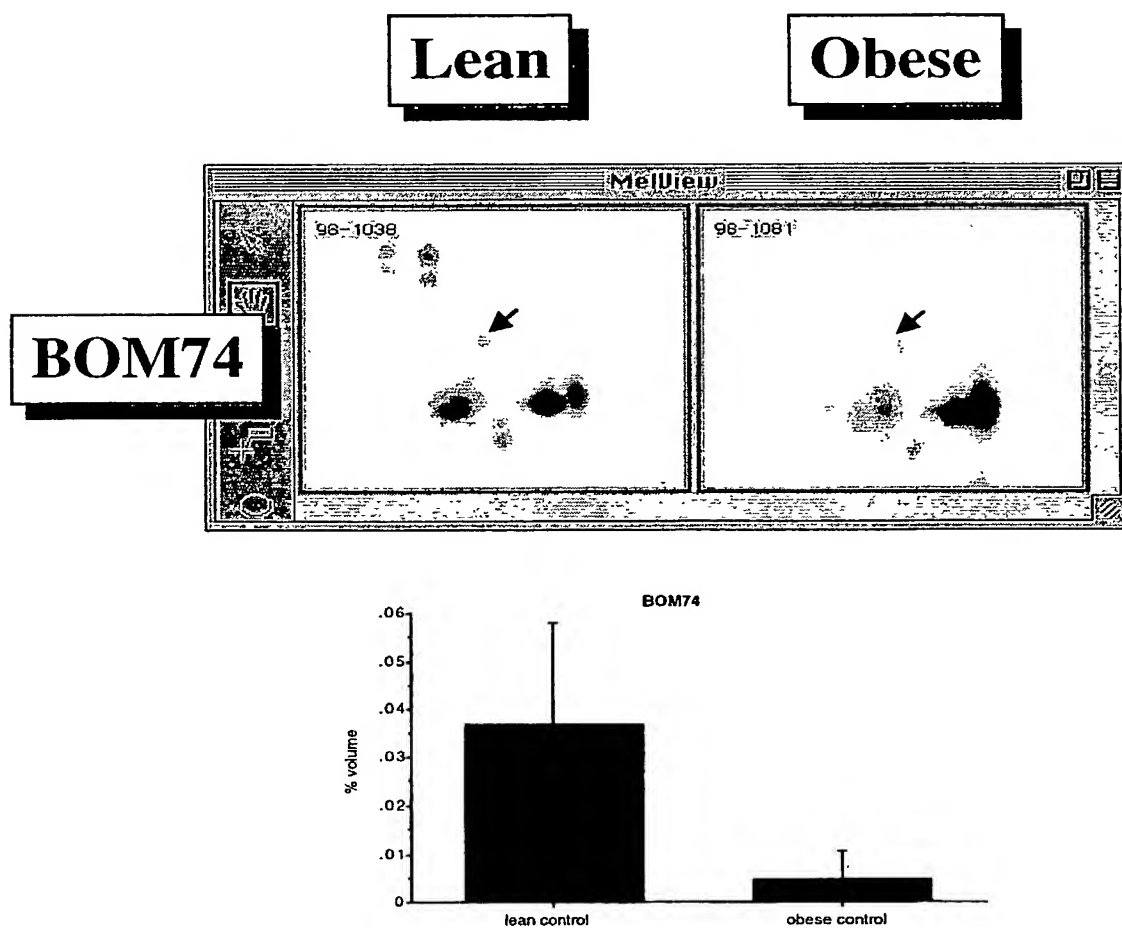 Lean
Obese
MelView
98-1038
98-1081
BOM74
BOM74
.06
.05
.04
.03
.02
.01
0
% volume
lean control
obese control